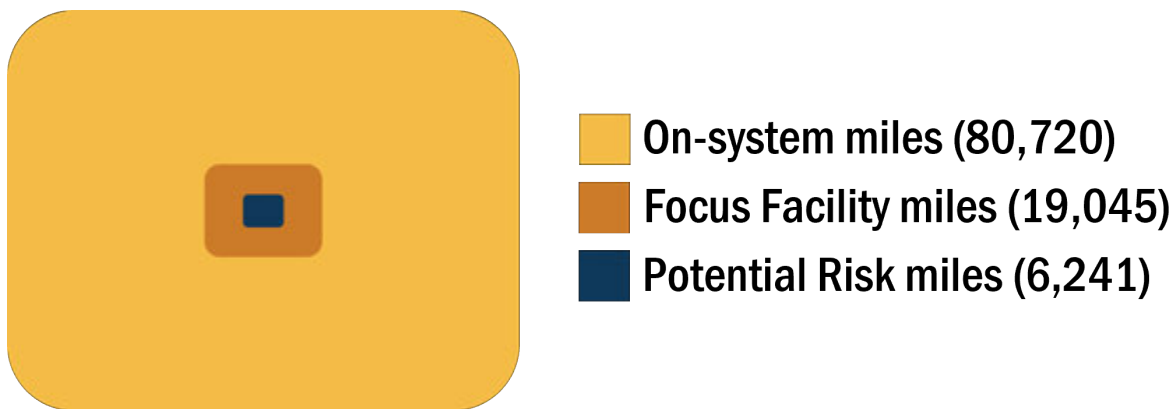 On-system miles (80,720)
Focus Facility miles (19,045)
Potential Risk miles (6,241)